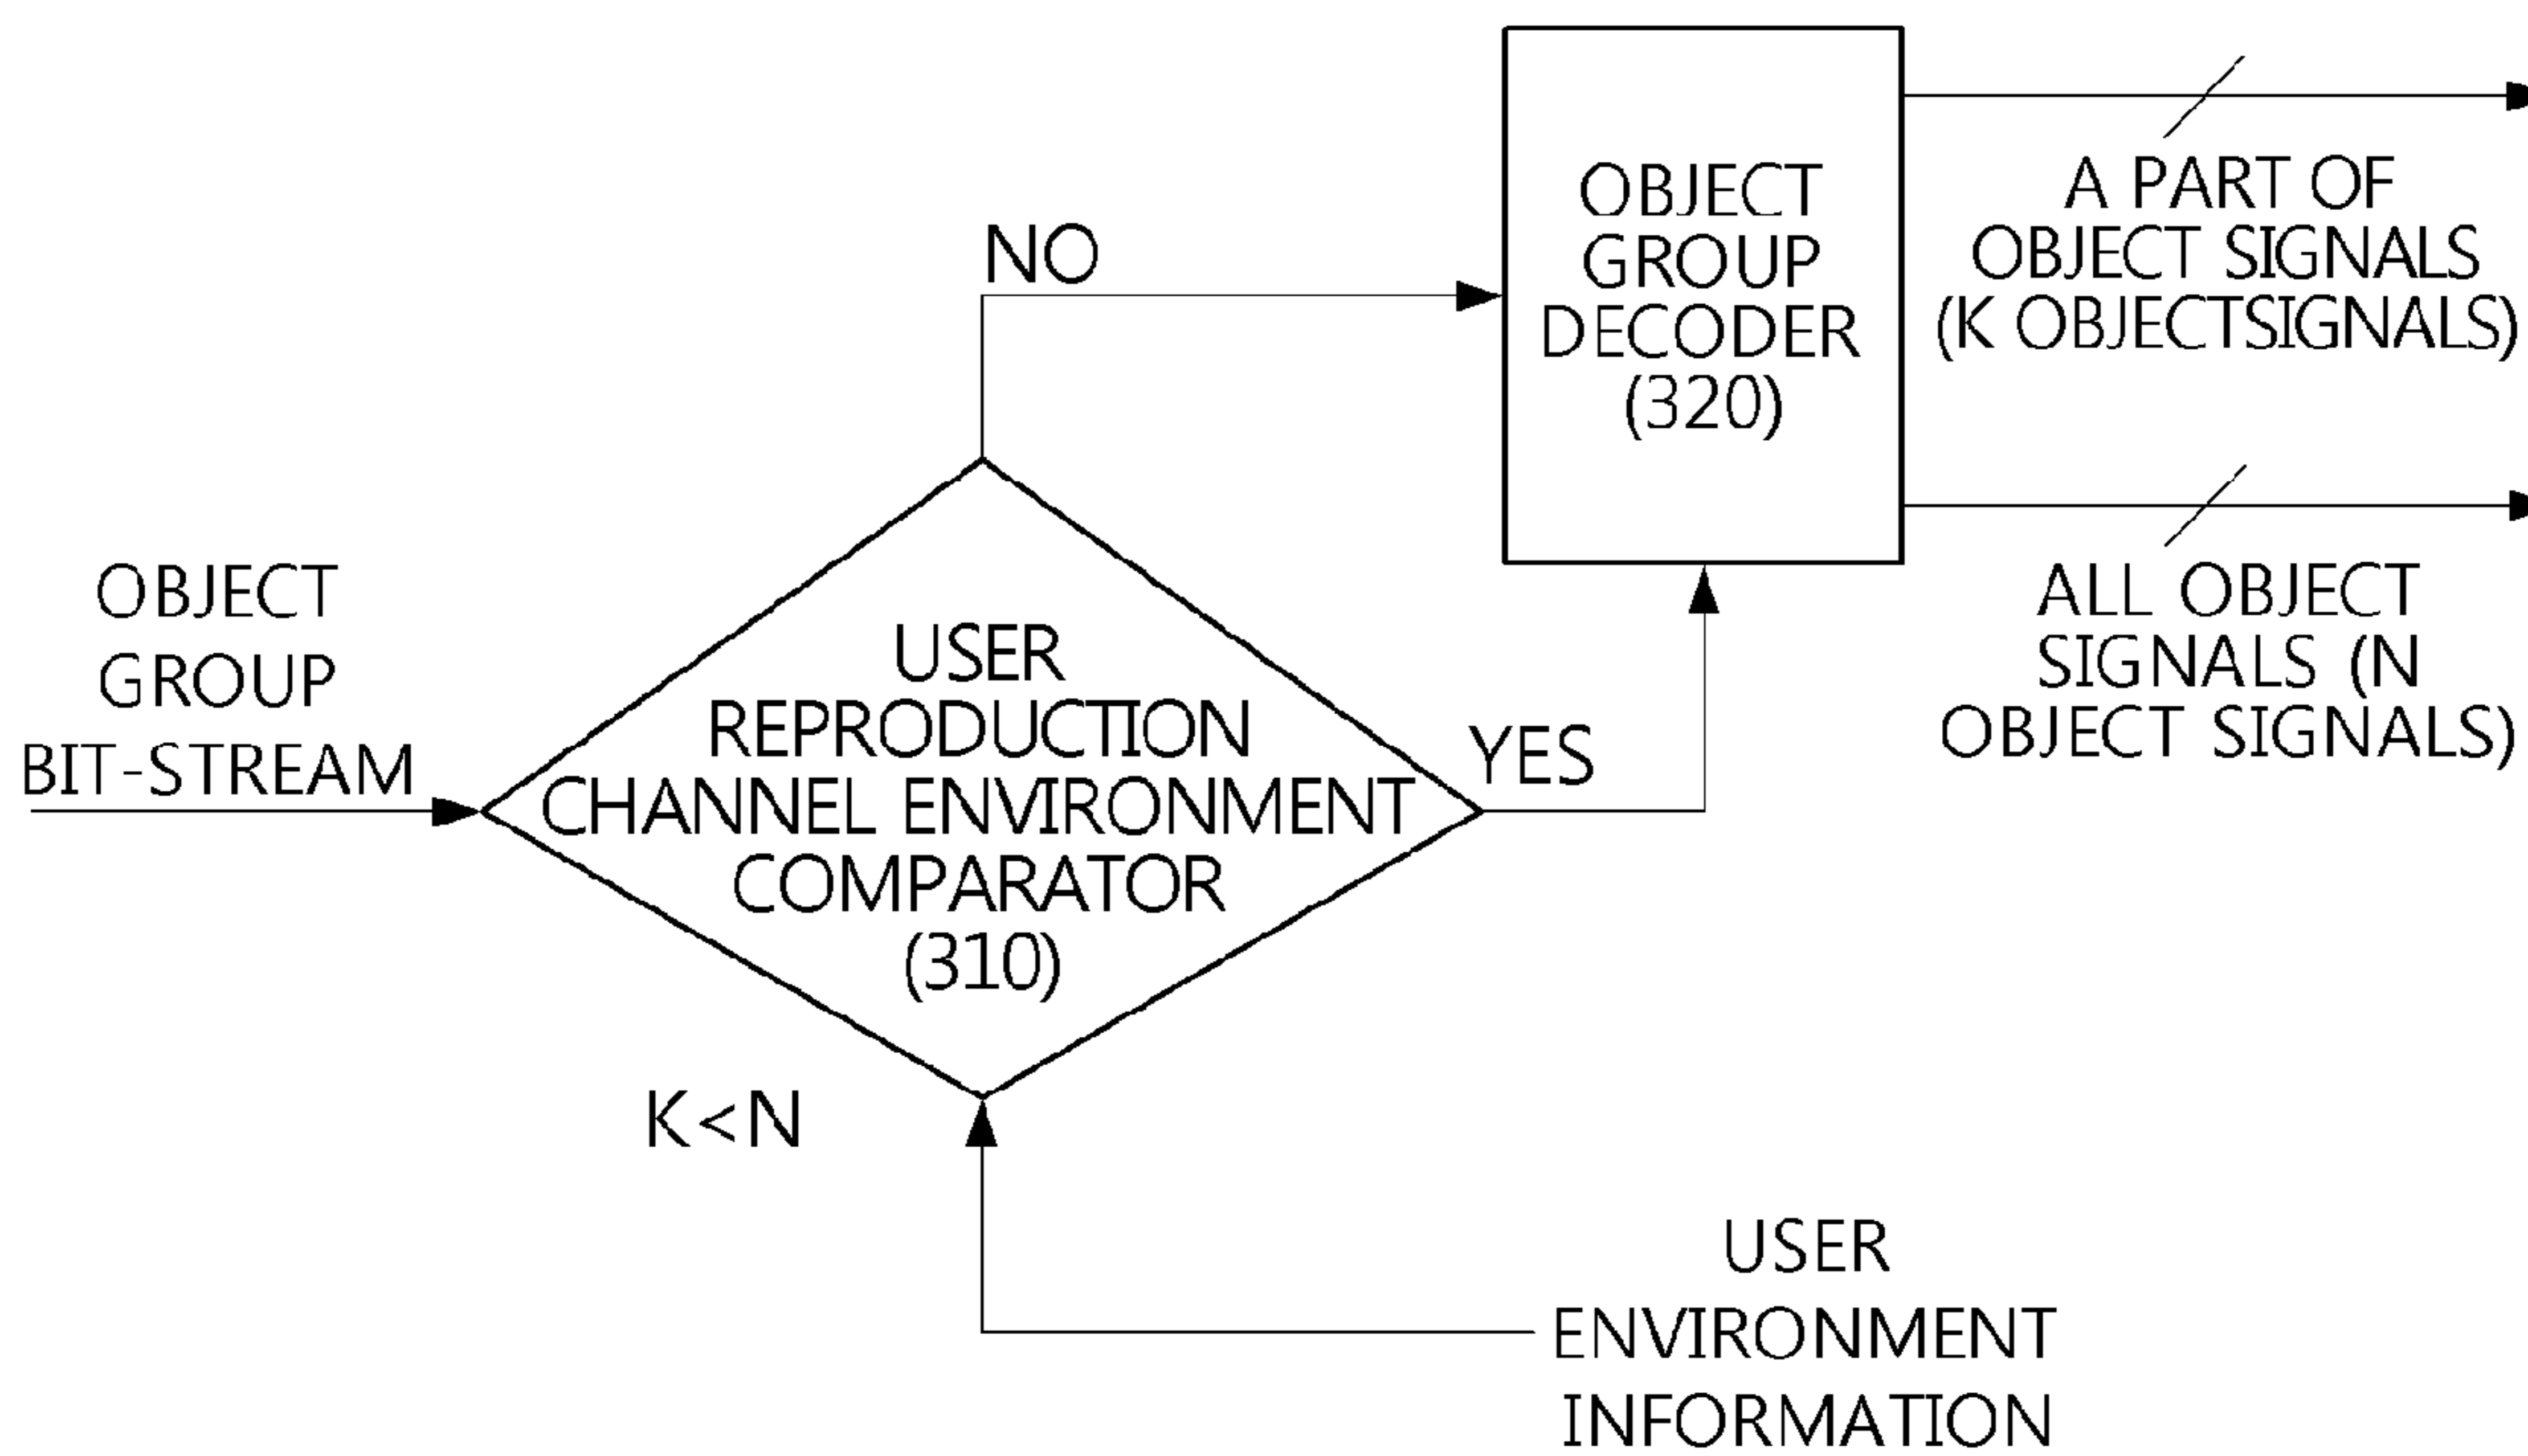 OBJECT
GROUP
BIT-STREAM
USER
REPRODUCTION
CHANNEL ENVIRONMENT
COMPARATOR
(310)
K<N
NO
YES
OBJECT
GROUP
DECODER
(320)
A PART OF
OBJECT SIGNALS
(K OBJECTSIGNALS)
ALL OBJECT
SIGNALS (N
OBJECT SIGNALS)
USER
ENVIRONMENT
INFORMATION